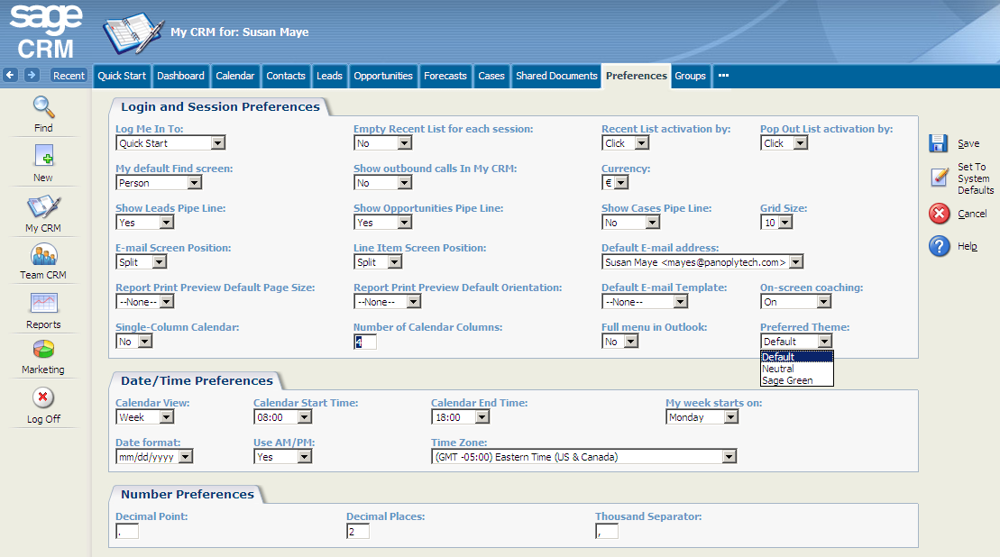 sage
CRM
My CRM for: Susan Maye
Recent
Quick Start
Dashboard
Calendar
Contacts
Leads
Opportunities
Forecasts
Cases
Shared Documents
Preferences
Groups
•••
Find
New
My CRM
Team CRM
Reports
Marketing
Log Off
Login and Session Preferences
Log Me In To:
Quick Start
Empty Recent List for each session:
No
Recent List activation by:
Click
Pop Out List activation by:
Click
My default Find screen:
Person
Show outbound calls In My CRM:
No
Currency:
€
Show Leads Pipe Line:
Yes
Show Opportunities Pipe Line:
Yes
Show Cases Pipe Line:
No
Grid Size:
10
E-mail Screen Position:
Split
Line Item Screen Position:
Split
Default E-mail address:
Susan Maye <mayes@panoplytech.com>
Report Print Preview Default Page Size:
--None--
Report Print Preview Default Orientation:
--None--
Default E-mail Template:
--None--
On-screen coaching:
On
Single-Column Calendar:
No
Number of Calendar Columns:
4
Full menu in Outlook:
No
Preferred Theme:
Default
Default
Neutral
Sage Green
Date/Time Preferences
Calendar View:
Week
Calendar Start Time:
08:00
Calendar End Time:
18:00
My week starts on:
Monday
Date format:
mm/dd/yyyy
Use AM/PM:
Yes
Time Zone:
(GMT -05:00) Eastern Time (US & Canada)
Number Preferences
Decimal Point:
.
Decimal Places:
2
Thousand Separator:
,
Save
Set To
System
Defaults
Cancel
Help